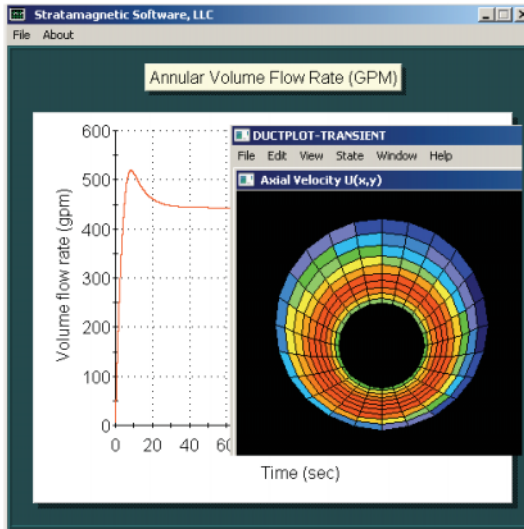 Stratamagnetic Software, LLC
File About
Annular Volume Flow Rate (GPM)
600
500
400
300
200
100
0
Volume flow rate (gpm)
0 20 40
Time (sec)
DUCTPLOT-TRANSIENT
File Edit View State Window Help
Axial Velocity U(x,y)